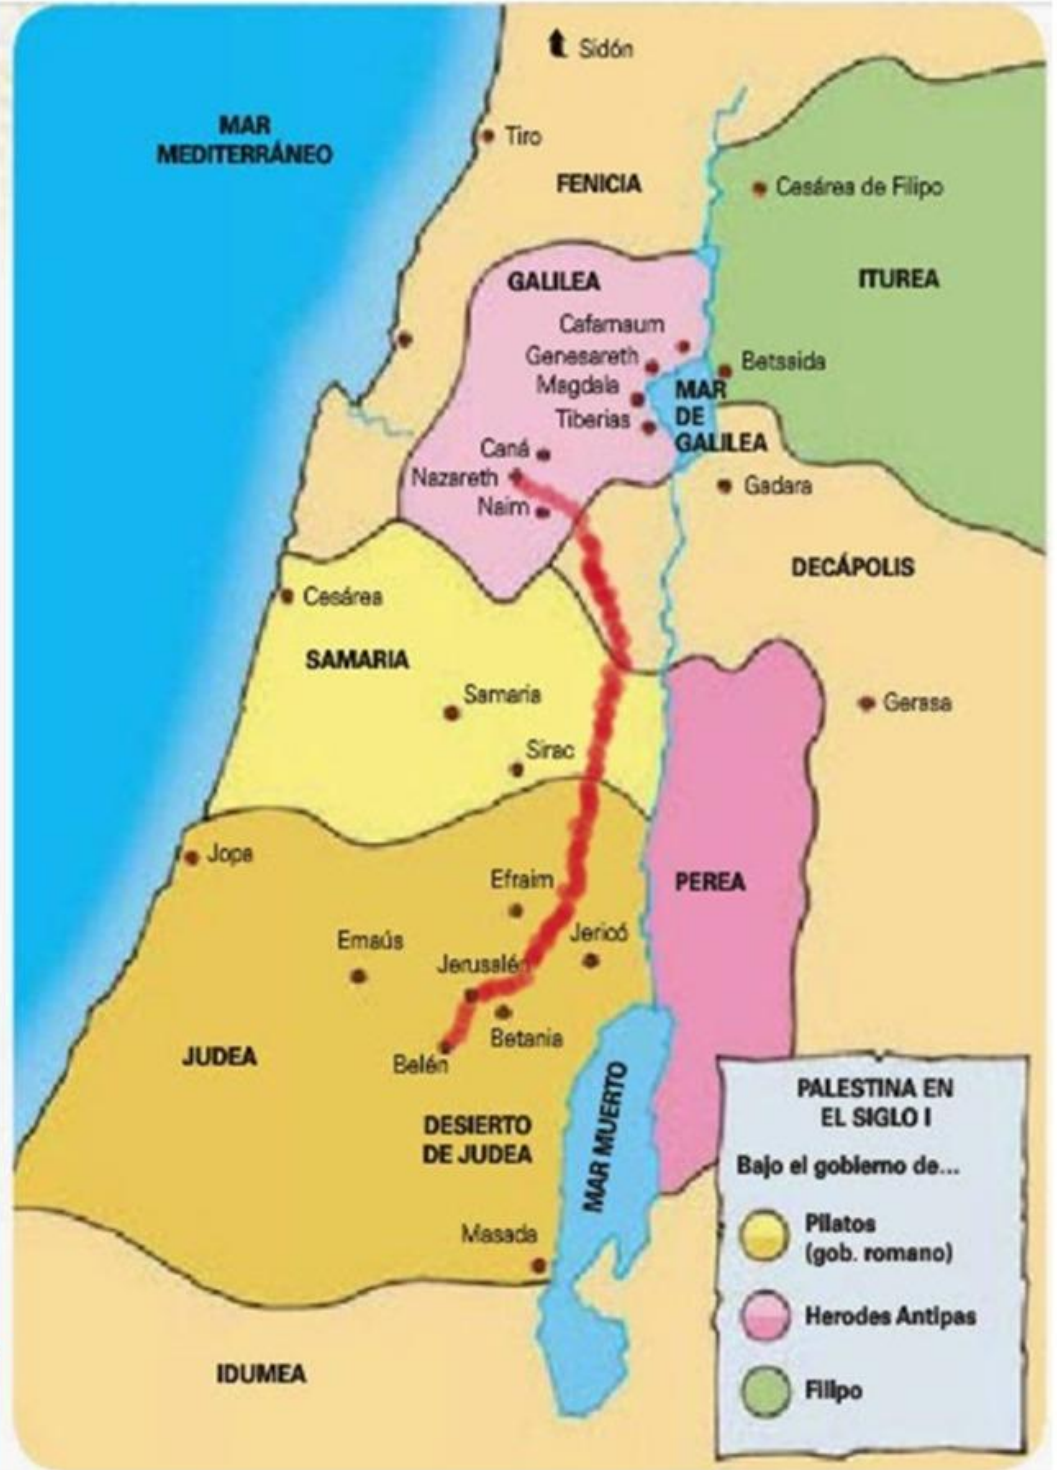 Sidón
MAR
MEDITERRÁNEO
Tiro
FENICIA
Cesárea de Filipo
GALILEA
ITUREA
Cafarnaum
Genesareth
Betsaida
Magdala
MAR
DE
GALILEA
Tiberias
Caná
Nazareth
Gadara
Naim
DECÁPOLIS
Cesárea
SAMARIA
Samaria
Gerasa
Sirac
Jopa
Efraim
PEREA
Jericó
Emaús
Jerusalén
Betania
JUDEA
Belén
DESIERTO
DE JUDEA
MAR MUERTO
Masada
IDUMEA
PALESTINA EN
EL SIGLO I
Bajo el gobierno de...
Pilatos
(gob. romano)
Herodes Antipas
Filipo